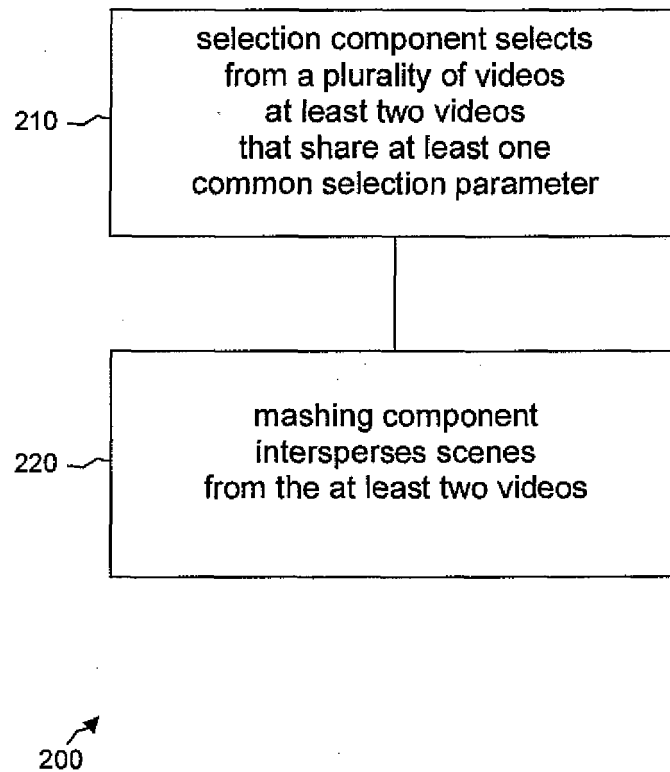 selection component selects
from a plurality of videos
at least two videos
that share at least one
common selection parameter
210
mashing component
intersperses scenes
from the at least two videos
220
200